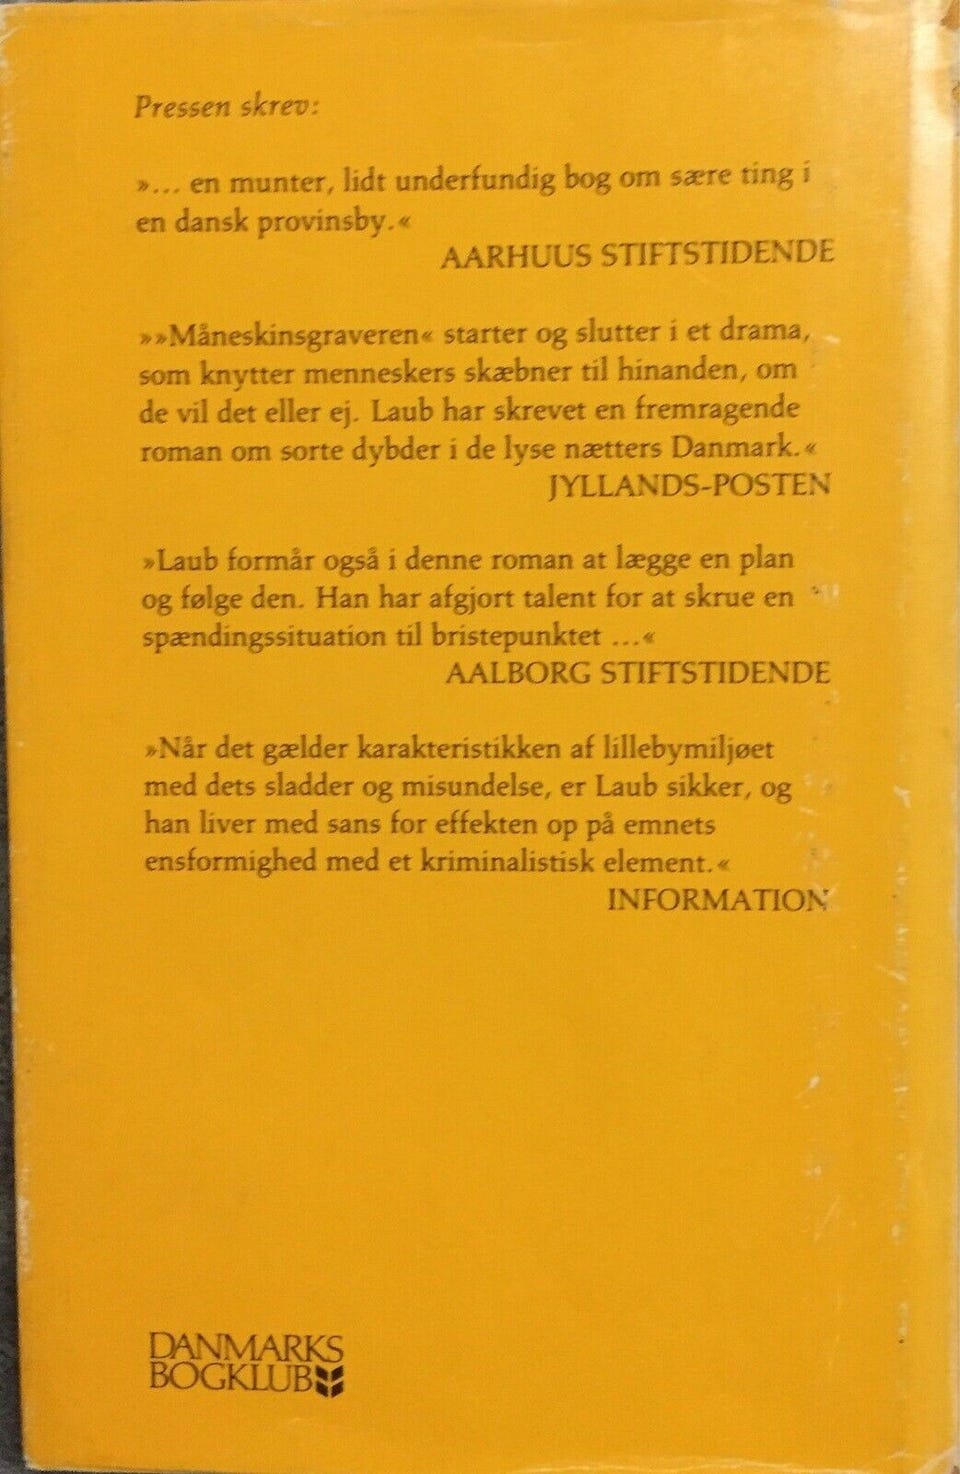 Pressen skrev:
»... en munter, lidt underfundig bog om sære ting i
en dansk provinsby.«
AARHUUS STIFTSTIDENDE
»»Måneskinsgraveren« starter og slutter i et drama,
som knytter menneskers skæbner til hinanden, om
de vil det eller ej. Laub har skrevet en fremragende
roman om sorte dybder i de lyse nætters Danmark.«
JYLLANDS-POSTEN
»Laub formår også i denne roman at lægge en plan
og følge den. Han har afgjort talent for at skrue en
spændingssituation til bristepunktet ...«
AALBORG STIFTSTIDENDE
»Når det gælder karakteristikken af lillebymiljøet
med dets sladder og misundelse, er Laub sikker, og
han liver med sans for effekten op på emnets
ensformighed med et kriminalistisk element.«
INFORMATION
DANMARKS
BOGKLUB